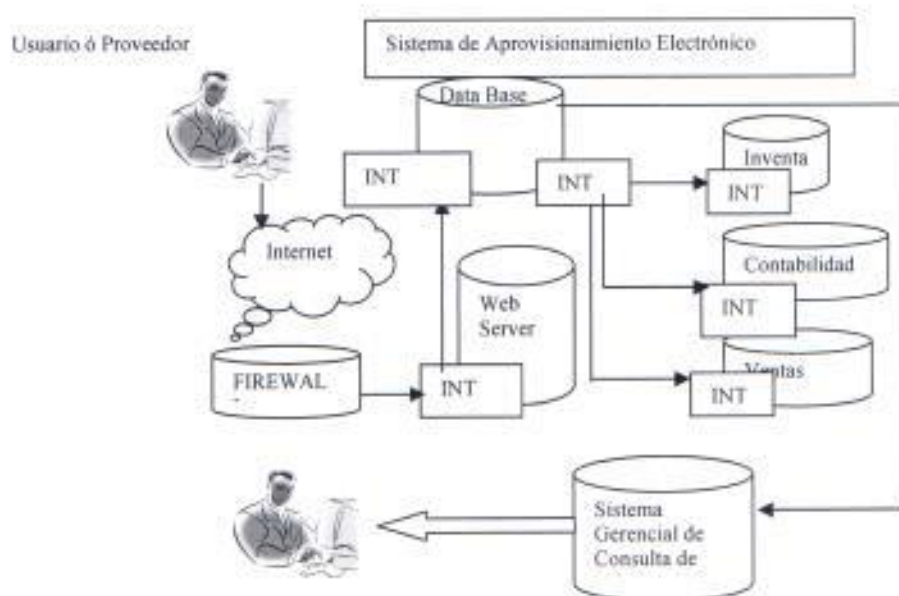 Usuario ó Proveedor
Sistema de Aprovisionamiento Electrónico
Data Base
INT
INT
Inventa
INT
Internet
Contabilidad
INT
Web
Server
Ventas
INT
FIREWAL
INT
Sistema
Gerencial de
Consulta de